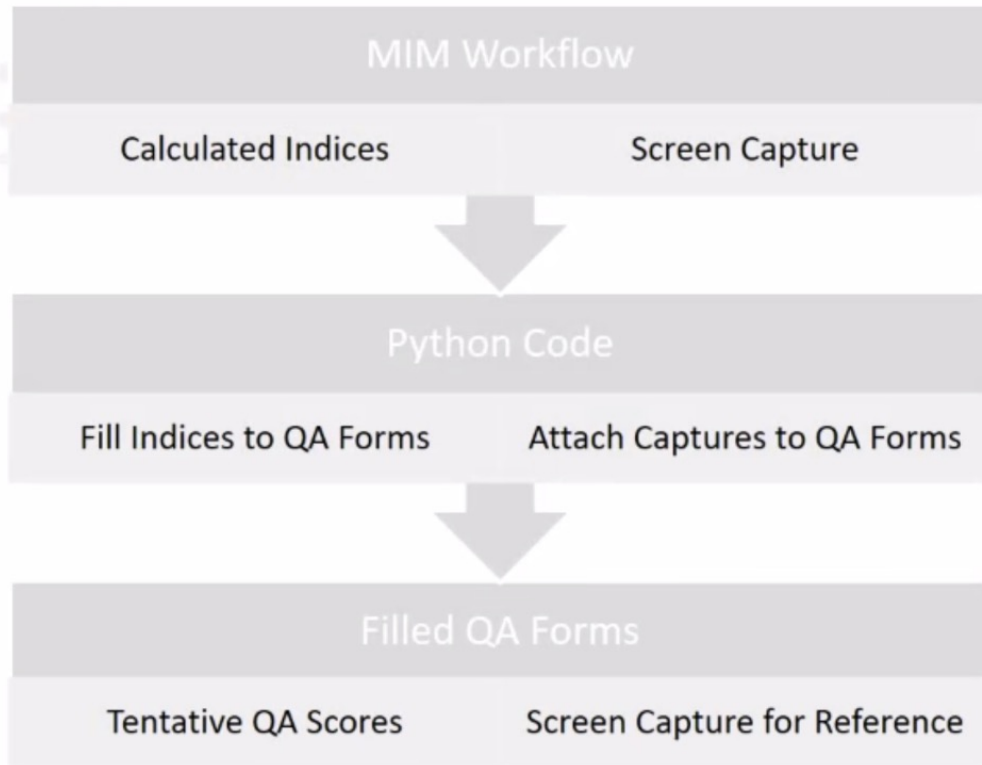 MIM Workflow
Calculated Indices Screen Capture
Python Code
Fill Indices to QA Forms Attach Captures to QA Forms
Filled QA Forms
Tentative QA Scores Screen Capture for Reference